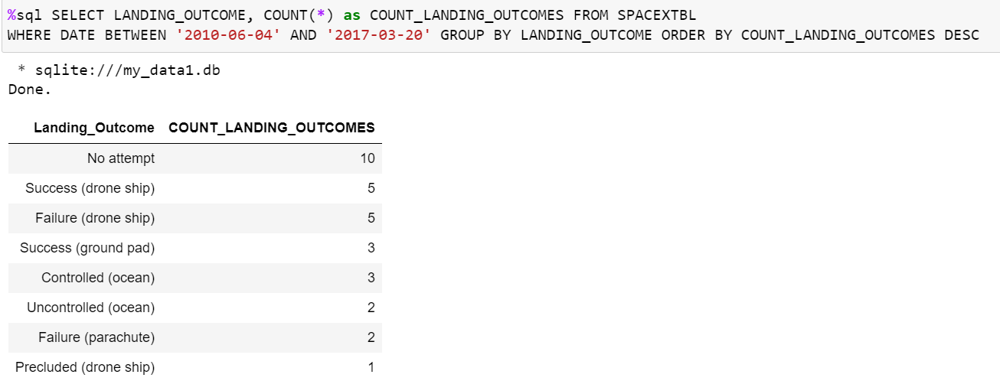 %sql SELECT LANDING_OUTCOME, COUNT(*) as COUNT_LANDING_OUTCOMES FROM SPACEXTBL
WHERE DATE BETWEEN '2010-06-04' AND '2017-03-20' GROUP BY LANDING_OUTCOME ORDER BY COUNT_LANDING_OUTCOMES DESC
* sqlite:///my_data1.db
Done.
Landing_Outcome COUNT_LANDING_OUTCOMES
No attempt 10
Success (drone ship) 5
Failure (drone ship) 5
Success (ground pad) 3
Controlled (ocean) 3
Uncontrolled (ocean) 2
Failure (parachute) 2
Precluded (drone ship) 1